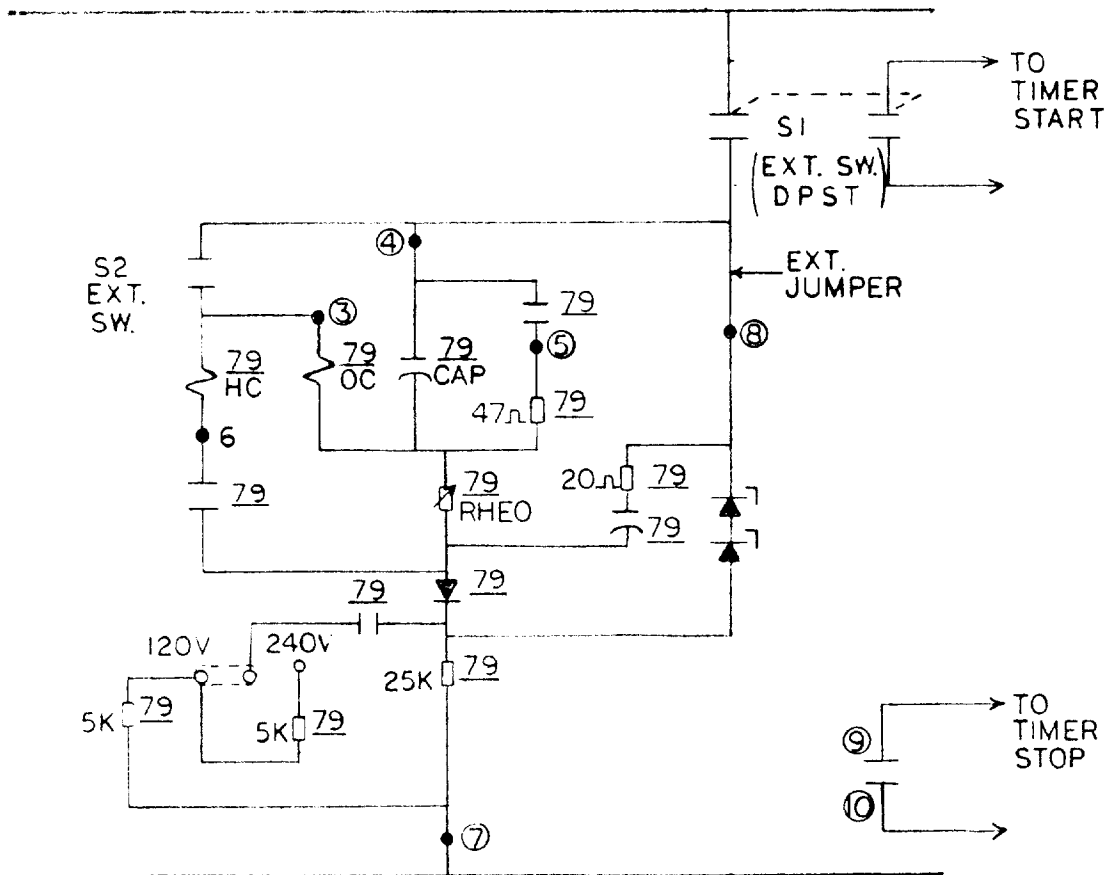 TO
TIMER
START
S1
(EXT. SW.
DPST)
④
S2
EXT.
SW.
EXT.
JUMPER
③
79
⑤
⑧
79
HC
79
OC
79
CAP
47Ω
79
6
79
79
RHEO
20Ω
79
79
79
79
120V
240V
25K
79
5K
79
5K
79
TO
TIMER
STOP
⑨
⑩
⑦